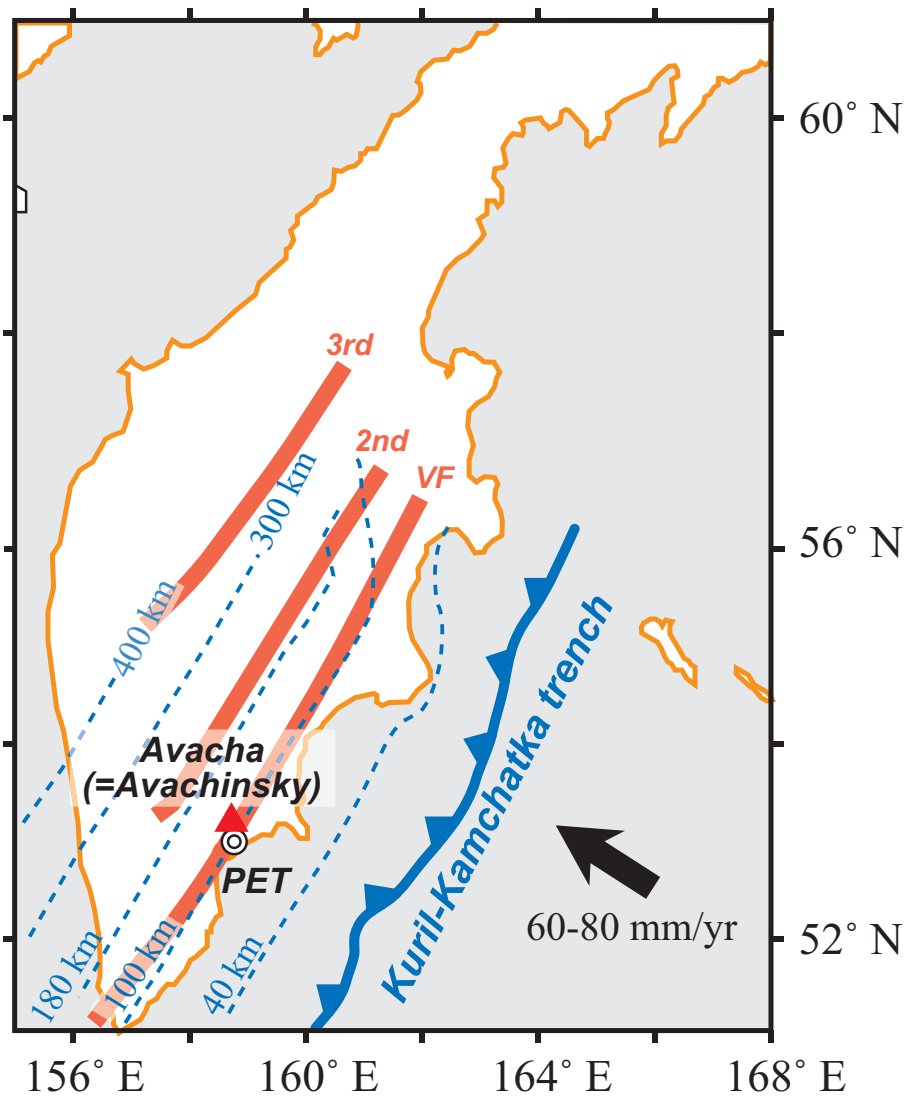 60° N
3rd
2nd
VF
300 km
56° N
400 km
Kuril-Kamchatka trench
Avacha
(=Avachinsky)
PET
60-80 mm/yr
52° N
180 km
100 km
40 km
156° E
160° E
164° E
168° E